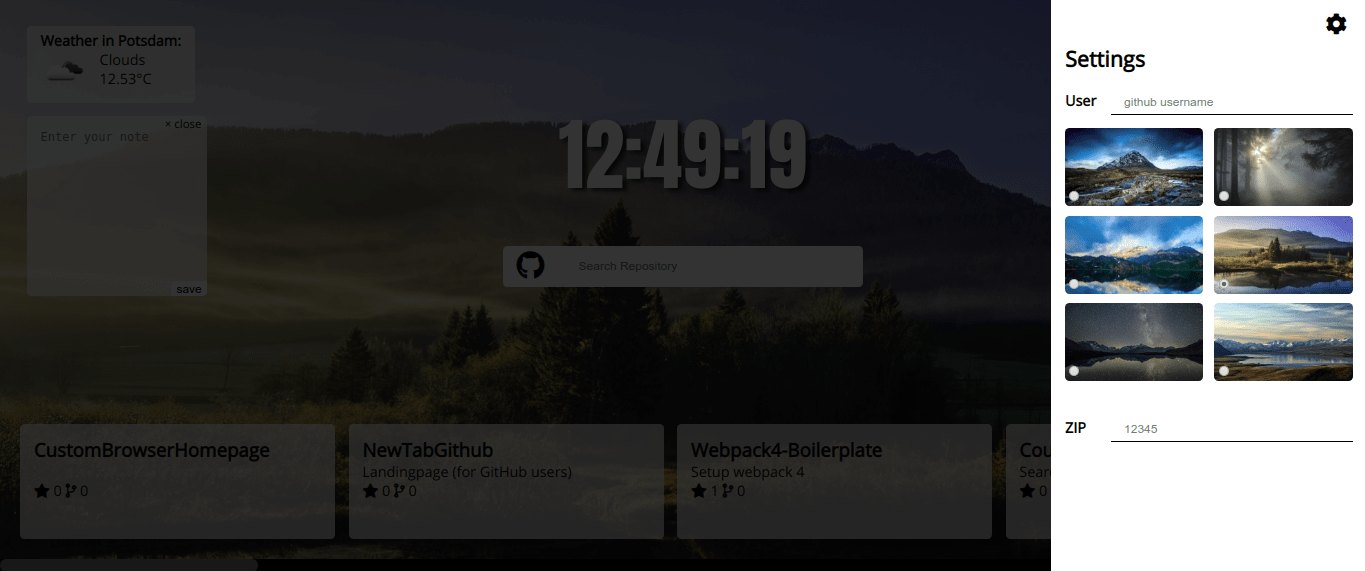 Weather in Potsdam:
Clouds
12.53°C
× close
Enter your note
save
12:49:19
Search Repository
CustomBrowserHomepage
0 0
NewTabGithub
Landingpage (for GitHub users)
0 0
Webpack4-Boilerplate
Setup webpack 4
1 0
Cou
Sear
0
Settings
User
github username
ZIP
12345